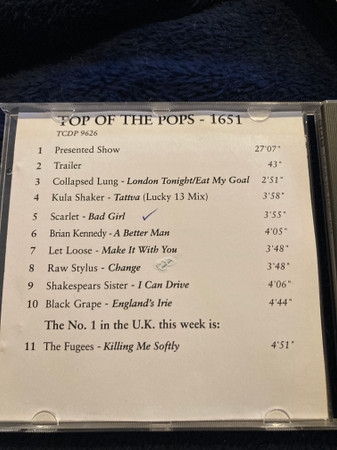 TOP OF THE POPS - 1651
TCDP 9626
1 Presented Show 27'07"
2 Trailer 43"
3 Collapsed Lung - London Tonight/Eat My Goal 2'51"
4 Kula Shaker - Tattva (Lucky 13 Mix) 3'58"
5 Scarlet - Bad Girl ✓ 3'55"
6 Brian Kennedy - A Better Man 4'05"
7 Let Loose - Make It With You 3'48"
8 Raw Stylus - Change 3'48"
9 Shakespears Sister - I Can Drive 4'06"
10 Black Grape - England's Irie 4'44"
The No. 1 in the U.K. this week is:
11 The Fugees - Killing Me Softly 4'51"